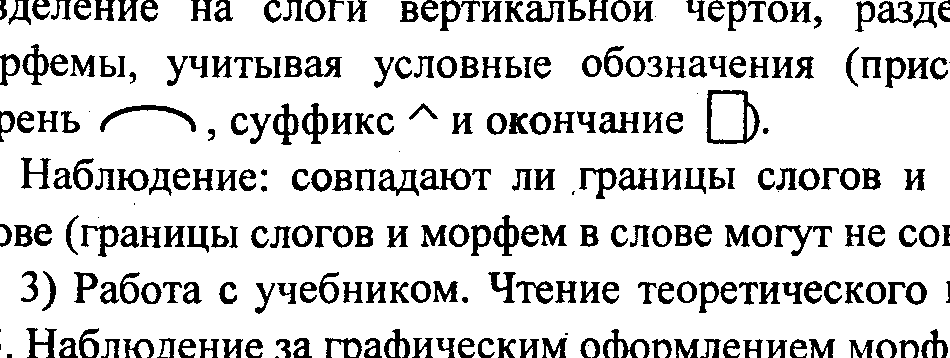 зделение на слоги вертикальной чертой, разде
рфемы, учитывая условные обозначения (прис
рень , суффикс ^ и окончание ).
Наблюдение: совпадают ли границы слогов и
ове (границы слогов и морфем в слове могут не сов
3) Работа с учебником. Чтение теоретического
. Наблюдение за графическим оформлением морф